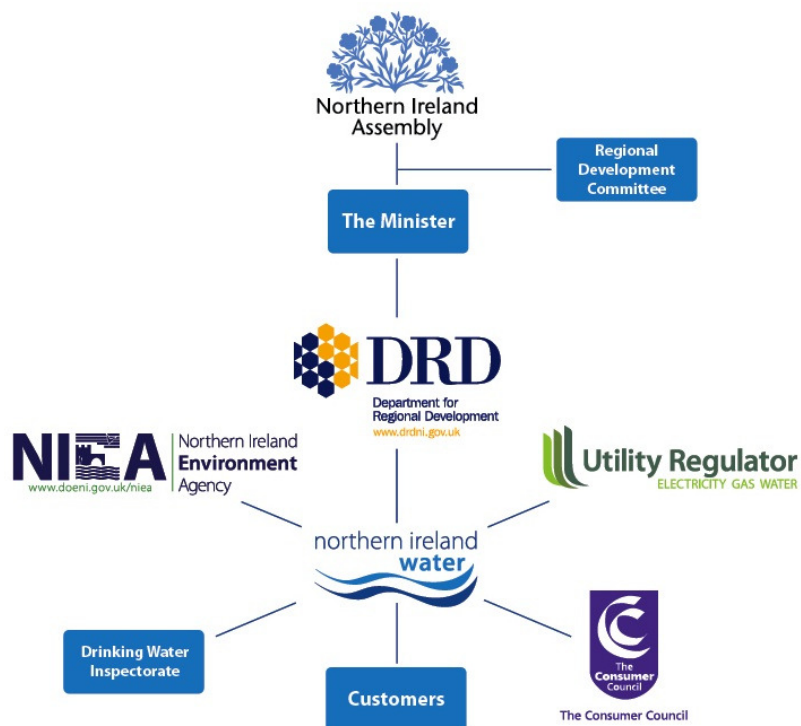 Northern Ireland
Assembly
Regional
Development
Committee
The Minister
DRD
Department for
Regional Development
www.drdni.gov.uk
NIEA
www.doeni.gov.uk/niea
Northern Ireland
Environment
Agency
Utility Regulator
ELECTRICITY GAS WATER
northern ireland
water
Drinking Water
Inspectorate
Customers
The
Consumer
Council
The Consumer Council